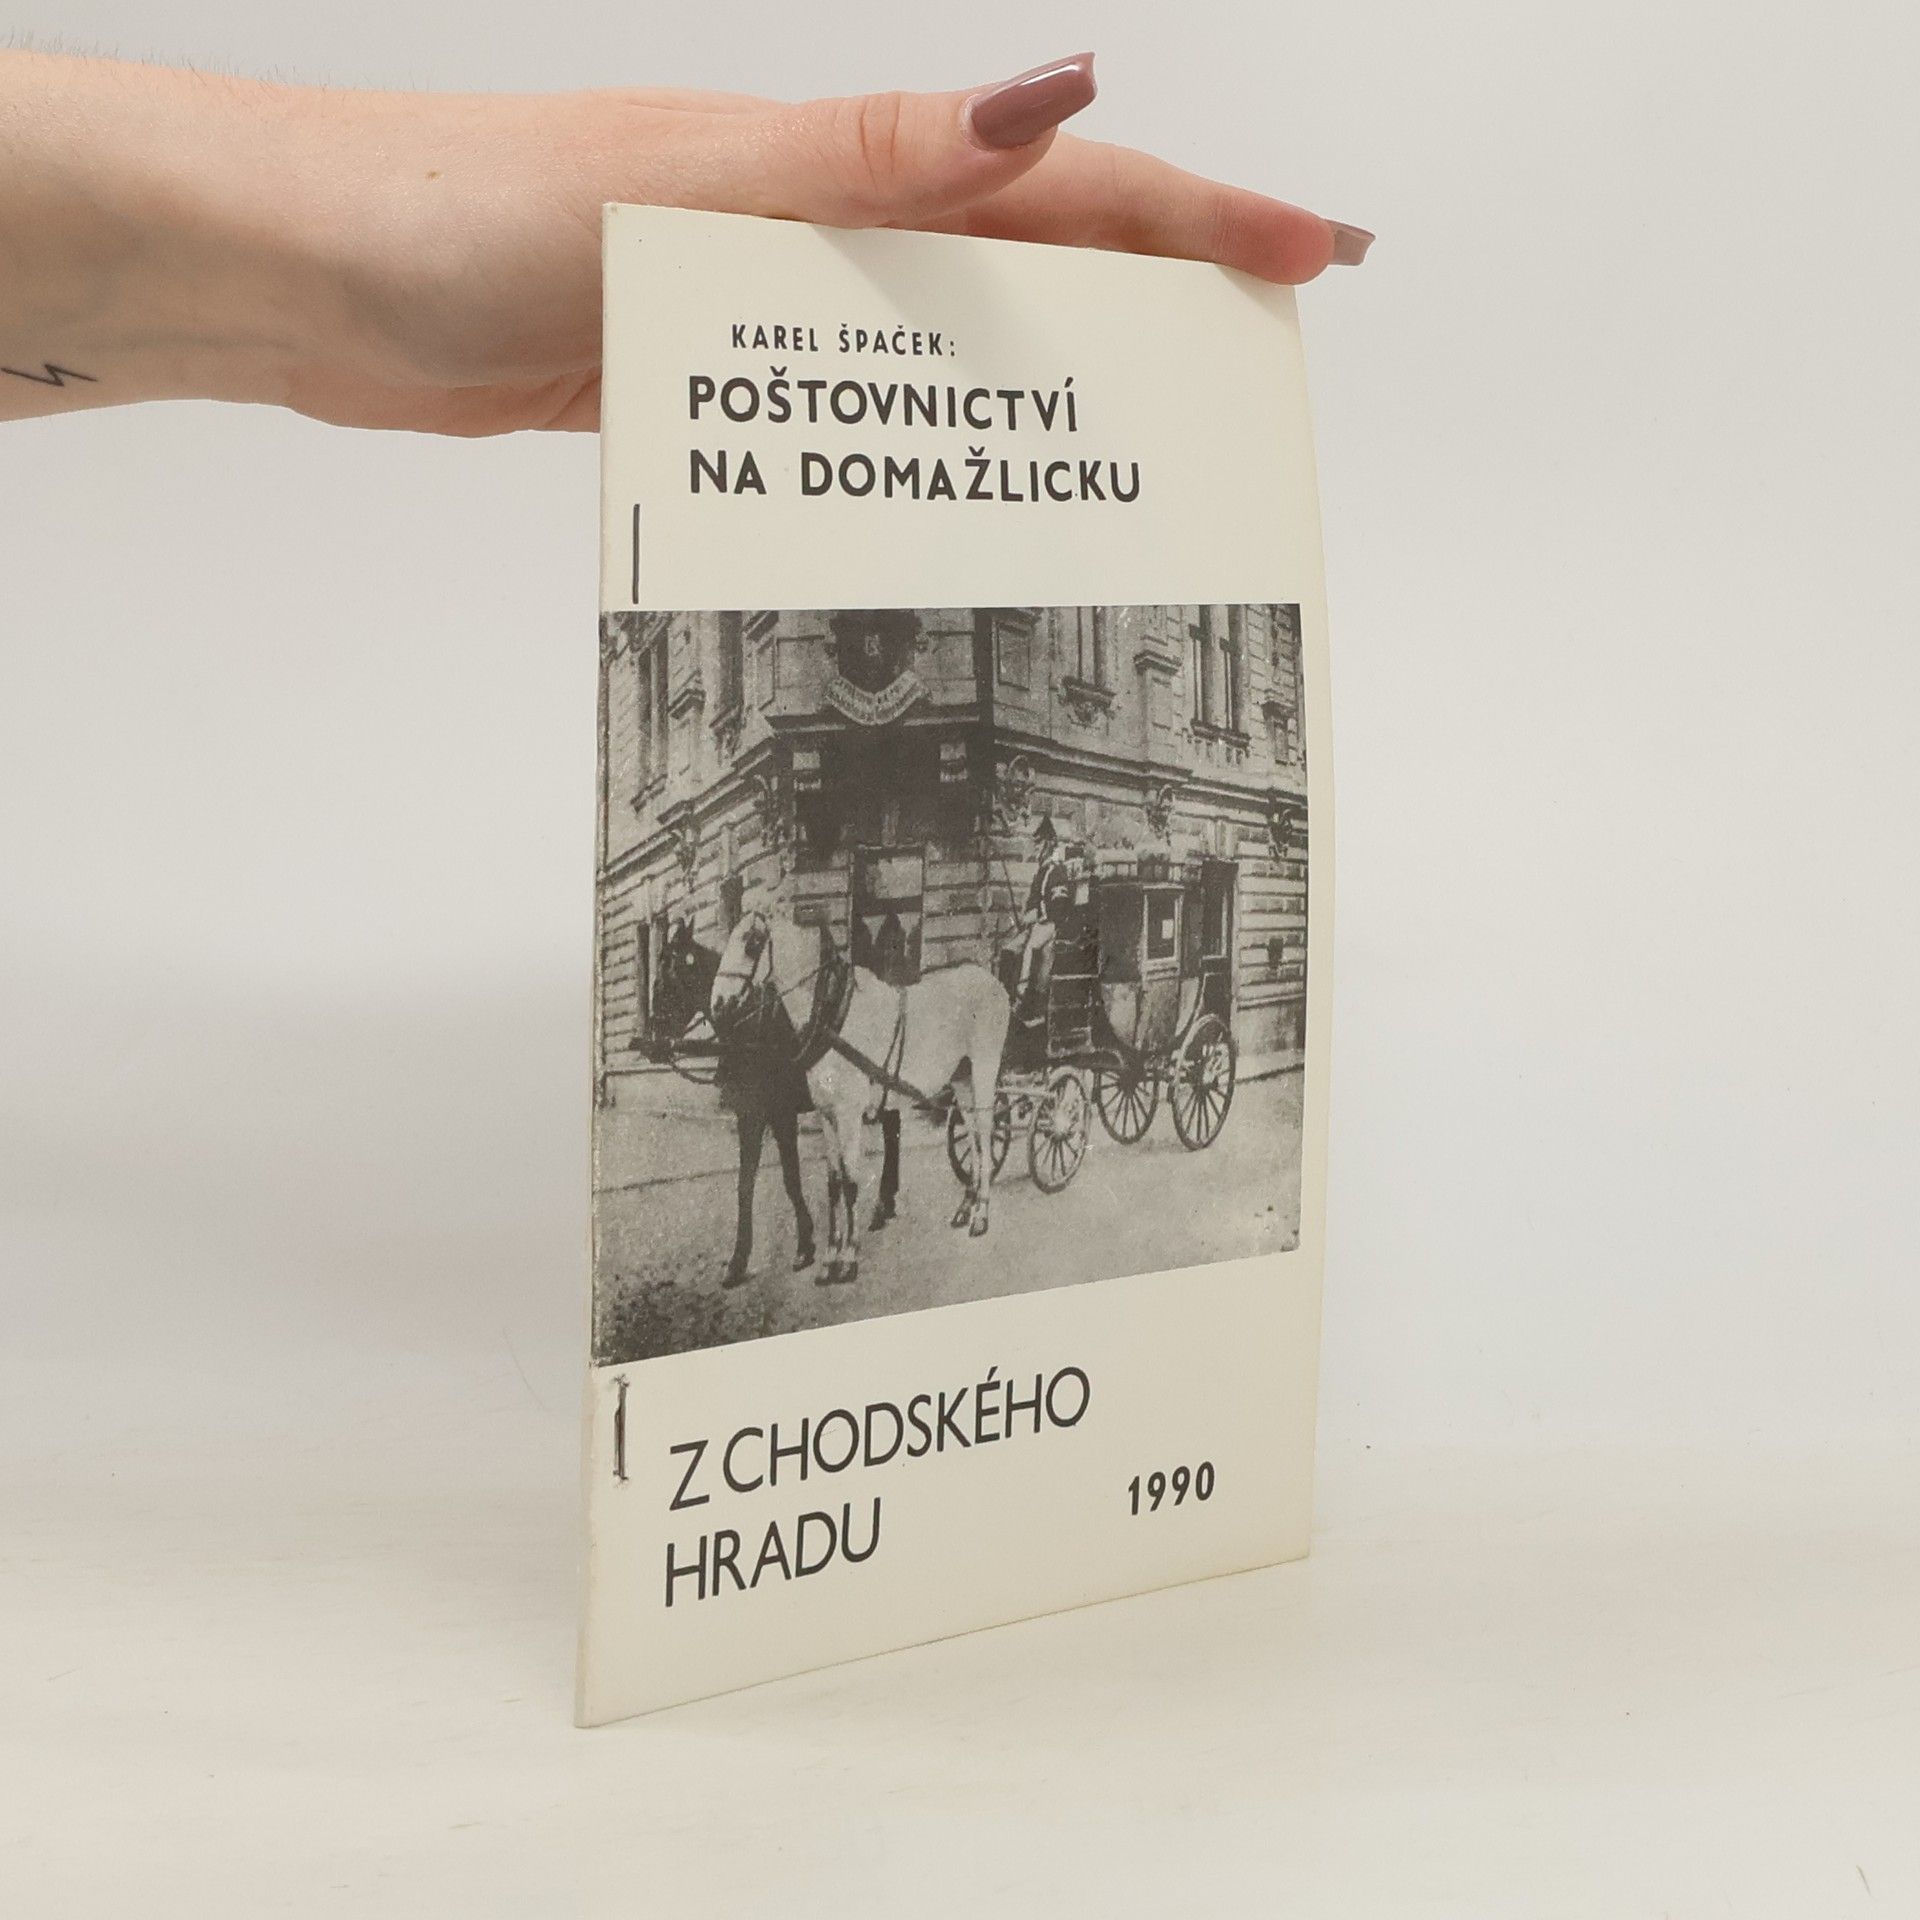 KAREL ŠPAČEK:
POŠTOVNICTVÍ
NA DOMAŽLICKU
Z CHODSKÉHO
HRADU
1990